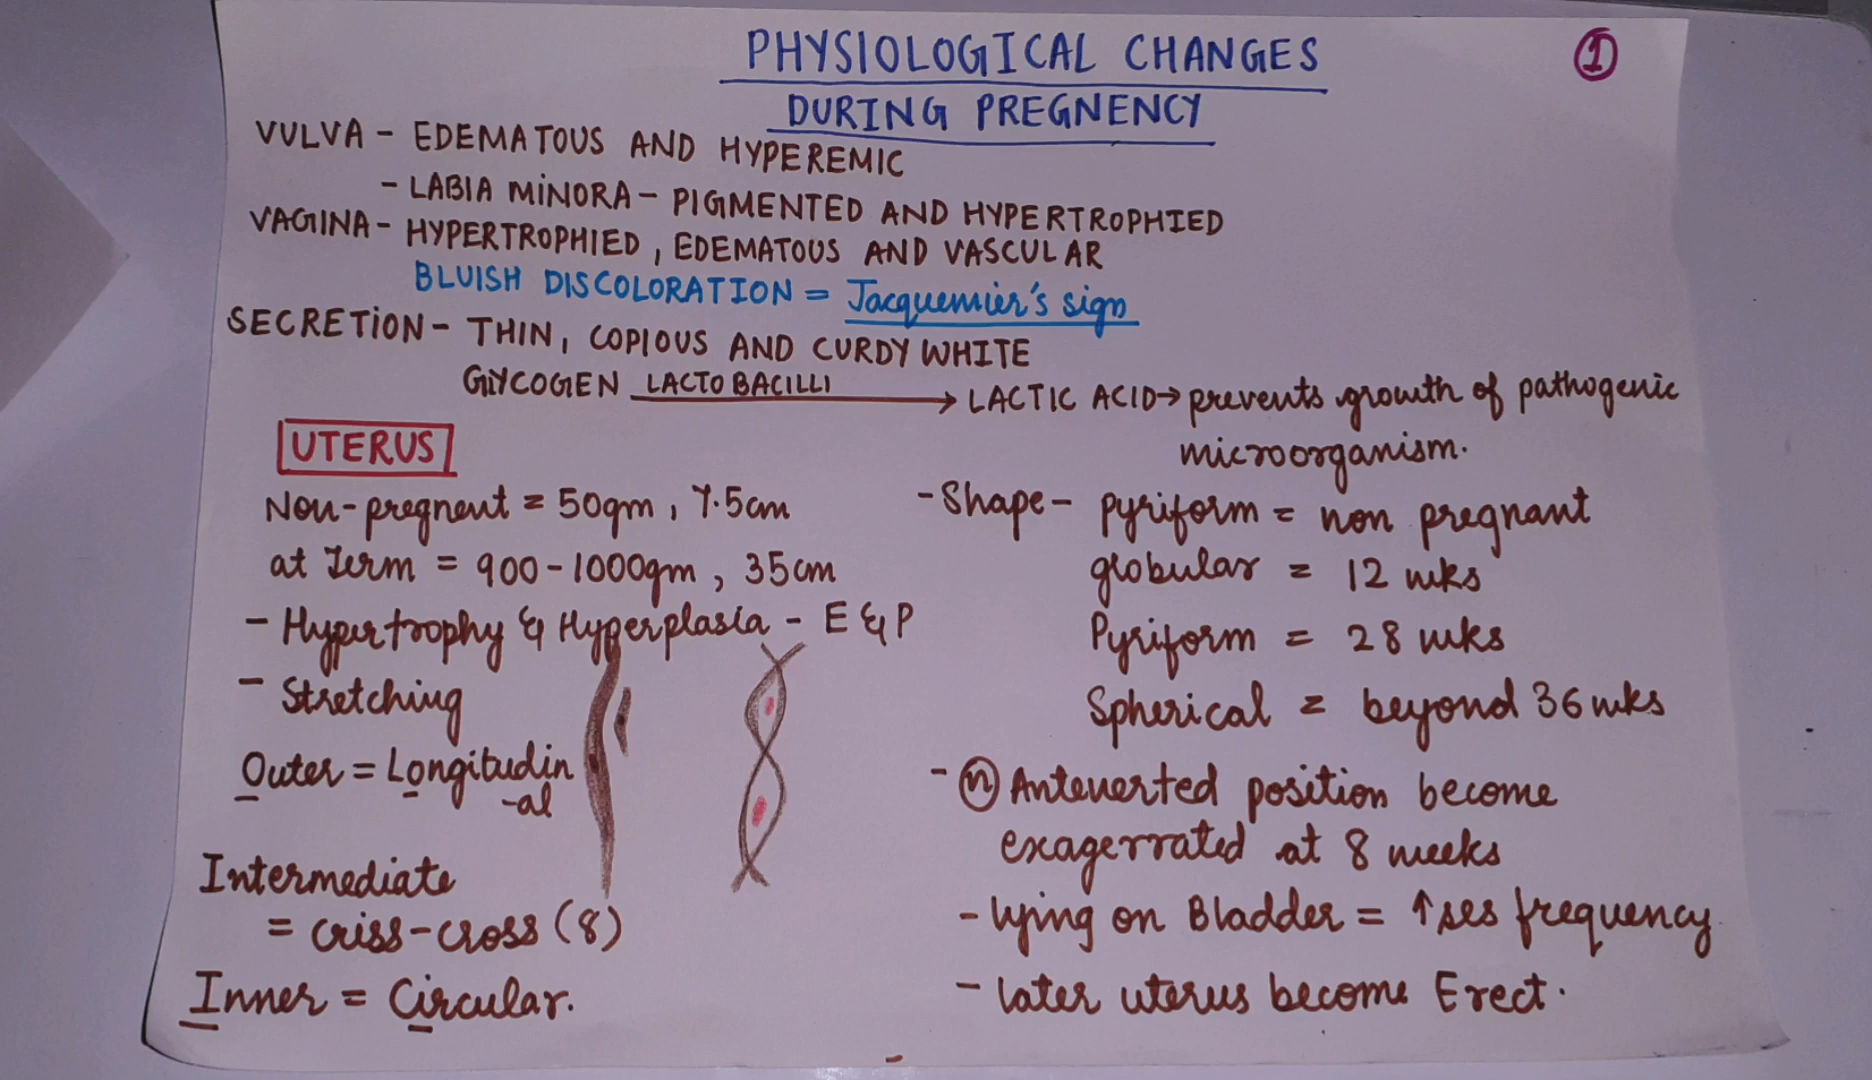 PHYSIOLOGICAL CHANGES
DURING PREGNENCY
1
VULVA - EDEMATOUS AND HYPEREMIC
- LABIA MINORA - PIGMENTED AND HYPERTROPHIED
VAGINA - HYPERTROPHIED, EDEMATOUS AND VASCULAR
BLUISH DISCOLORATION = Jacquemier's sign
SECRETION - THIN, COPIOUS AND CURDY WHITE
GLYCOGEN LACTOBACILLI → LACTIC ACID → prevents growth of pathogenic
microorganism.
UTERUS
Non-pregnent = 50gm, 7.5cm
at Term = 900-1000gm, 35cm
- Hypertrophy & Hyperplasia - E & P
- Stretching
Outer = Longitudin
-al
Intermediate
= criss-cross (8)
Inner = Circular.
- Shape - pyriform = non pregnant
globular = 12 wks
Pyriform = 28 wks
Spherical = beyond 36 wks
- (n) Anteverted position become
exagerrated at 8 weeks
- lying on Bladder = ↑ses frequency
- later uterus become Erect.